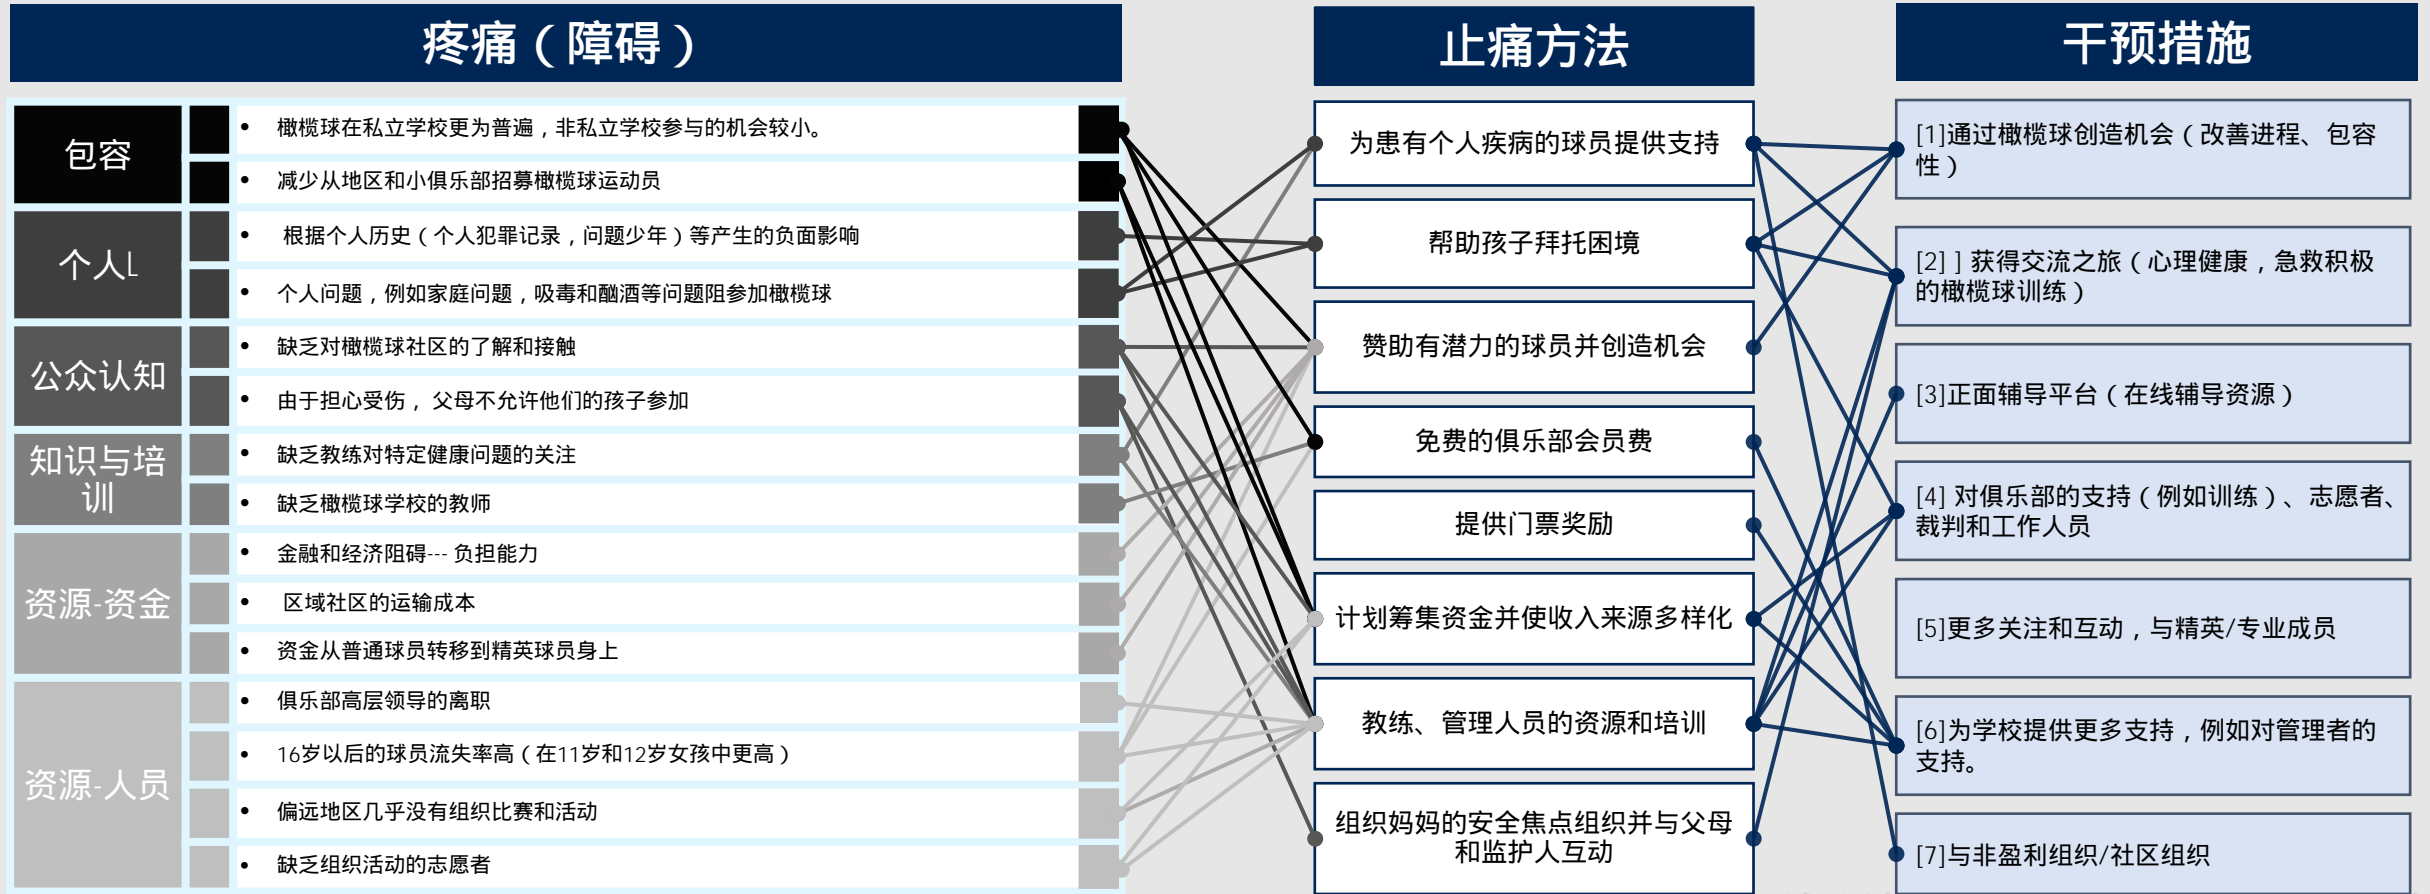 疼痛（障碍）
包容
• 橄榄球在私立学校更为普遍，非私立学校参与的机会较小。
• 减少从地区和小俱乐部招募橄榄球运动员
个人L
• 根据个人历史（个人犯罪记录，问题少年）等产生的负面影响
• 个人问题，例如家庭问题，吸毒和酗酒等问题阻参加橄榄球
公众认知
• 缺乏对橄榄球社区的了解和接触
• 由于担心受伤，父母不允许他们的孩子参加
知识与培
训
• 缺乏教练对特定健康问题的关注
• 缺乏橄榄球学校的教师
资源-资金
• 金融和经济阻碍--- 负担能力
• 区域社区的运输成本
• 资金从普通球员转移到精英球员身上
资源-人员
• 俱乐部高层领导的离职
• 16岁以后的球员流失率高（在11岁和12岁女孩中更高）
• 偏远地区几乎没有组织比赛和活动
• 缺乏组织活动的志愿者
止痛方法
为患有个人疾病的球员提供支持
帮助孩子拜托困境
赞助有潜力的球员并创造机会
免费的俱乐部会员费
提供门票奖励
计划筹集资金并使收入来源多样化
教练、管理人员的资源和培训
组织妈妈的安全焦点组织并与父母
和监护人互动
干预措施
[1]通过橄榄球创造机会（改善进程、包容
性）
[2] ] 获得交流之旅（心理健康，急救积极
的橄榄球训练）
[3]正面辅导平台（在线辅导资源）
[4] 对俱乐部的支持（例如训练）、志愿者、
裁判和工作人员
[5]更多关注和互动，与精英/专业成员
[6]为学校提供更多支持，例如对管理者的
支持。
[7]与非盈利组织/社区组织